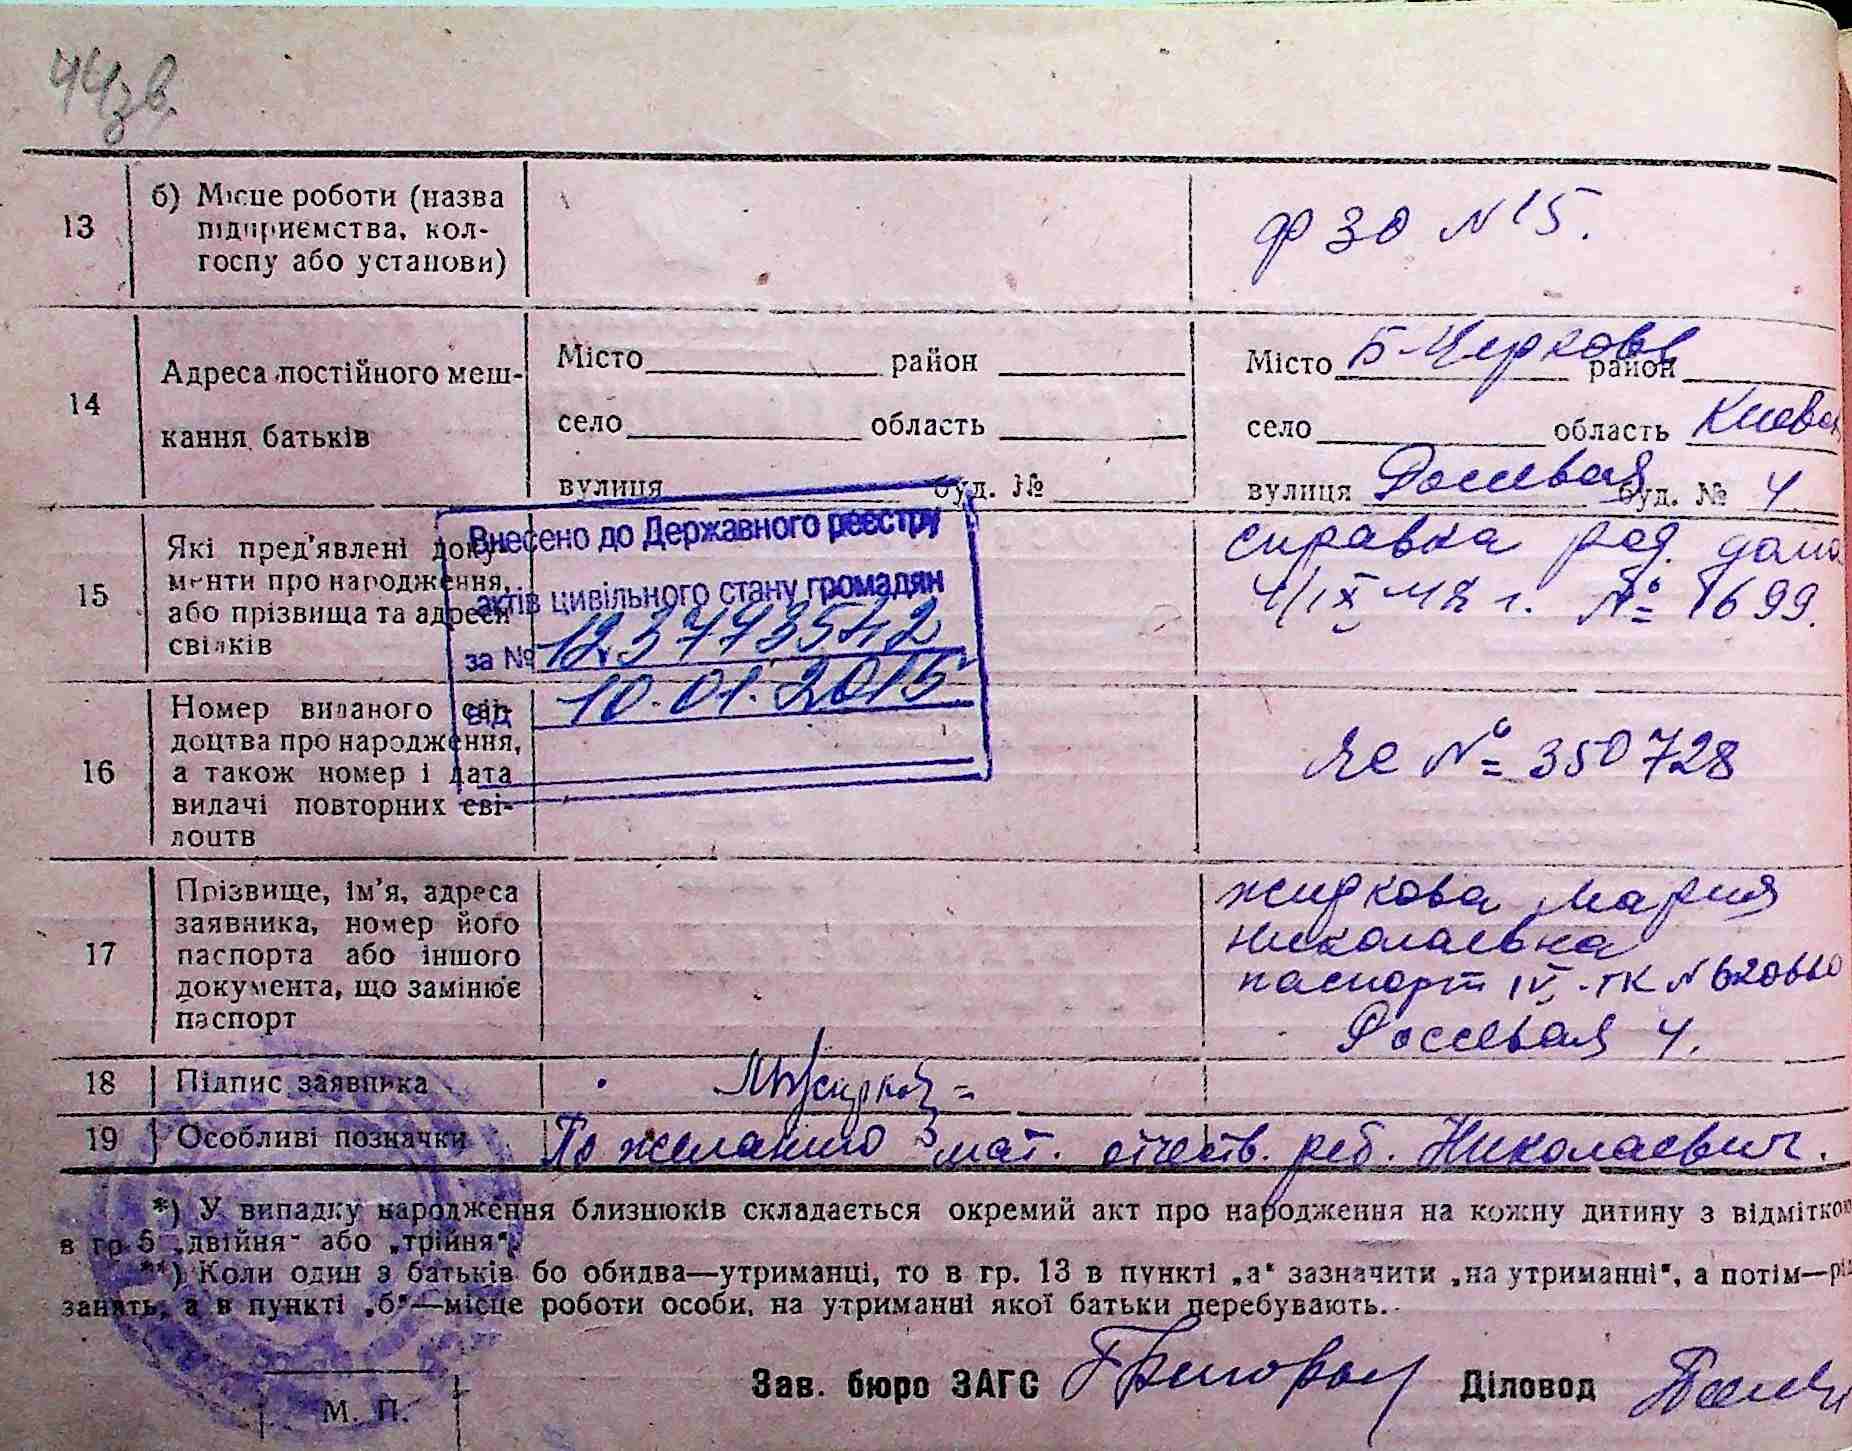 44зв.
13
б) Місце роботи (назва
підприємства, кол-
госпу або установи)
ФЗО №15.
14
Адреса постійного меш-
кання батьків
Місто район
село область
вулиця буд. №
Місто Б-Церковь район
село область Киевск
вулиця буд. № 4
15
Які пред'явлені доку-
менти про народження,
або прізвища та адреси
свідків
справка род. дома
4/IX 48 г. № 1699.
Внесено до Державного реєстру
актів цивільного стану громадян
за №
від 10.01.2015
16
Номер виданого сві-
доцтва про народження,
а також номер і дата
видачі повторних сві-
доцтв
№ 350728
17
Прізвище, ім'я, адреса
заявника, номер його
паспорта або іншого
документа, що замінює
паспорт
Жидкова Мария
Николаевна
паспорт IV-ТК №
4.
18
Підпис заявника
19
Особливі позначки
По желанию мат. отчеств. реб. Николаевич.
*) У випадку народження близнюків складається окремий акт про народження на кожну дитину з відміткою
в гр 6 „двійня" або „трійня".
**) Коли один з батьків бо обидва—утриманці, то в гр. 13 в пункті „а" зазначити „на утриманні", а потім—рід
занять, а в пункті „б"—місце роботи особи, на утриманні якої батьки перебувають.
Зав. бюро ЗАГС Діловод
М. П.